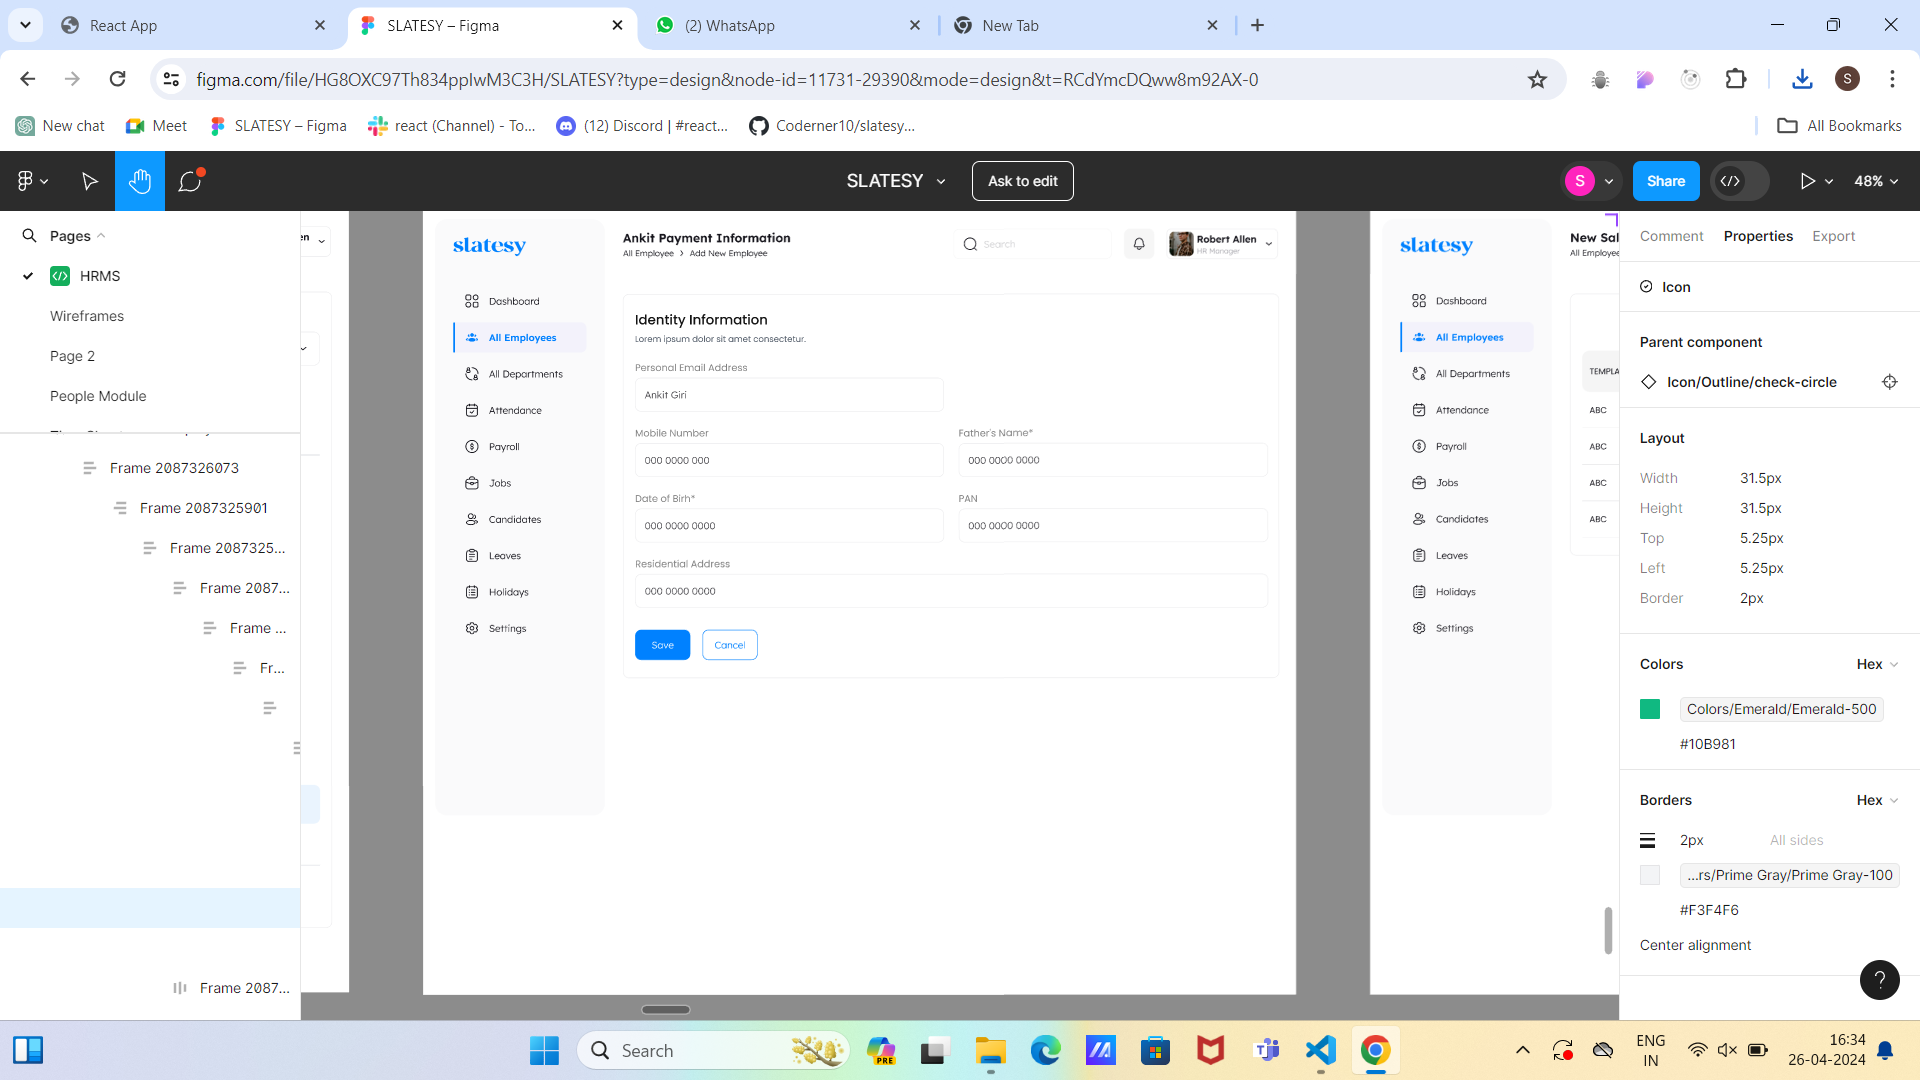 React App
SLATESY – Figma
(2) WhatsApp
New Tab
figma.com/file/HG8OXC97Th834ppIwM3C3H/SLATESY?type=design&node-id=11731-29390&mode=design&t=RCdYmcDQww8m92AX-0
S
New chat
Meet
SLATESY – Figma
react (Channel) - To...
(12) Discord | #react...
Coderner10/slatesy...
All Bookmarks
SLATESY
Ask to edit
S
Share
48%
Pages
HRMS
Wireframes
Page 2
People Module
Frame 2087326073
Frame 2087325901
Frame 2087325...
Frame 2087...
Frame ...
Fr...
Frame 2087...
en
slatesy
Dashboard
All Employees
All Departments
Attendance
Payroll
Jobs
Candidates
Leaves
Holidays
Settings
Ankit Payment Information
All Employee > Add New Employee
Search
Robert Allen
HR Manager
Identity Information
Lorem ipsum dolor sit amet consectetur.
Personal Email Address
Ankit Giri
Mobile Number
Father's Name*
000 0000 000
000 0000 0000
Date of Birh*
PAN
000 0000 0000
000 0000 0000
Residential Address
000 0000 0000
Save
Cancel
slatesy
Dashboard
All Employees
All Departments
Attendance
Payroll
Jobs
Candidates
Leaves
Holidays
Settings
New Sal
All Employee
TEMPLA
ABC
ABC
ABC
ABC
Comment
Properties
Export
Icon
Parent component
Icon/Outline/check-circle
Layout
Width 31.5px
Height 31.5px
Top 5.25px
Left 5.25px
Border 2px
Colors
Hex
Colors/Emerald/Emerald-500
#10B981
Borders
Hex
2px
All sides
...rs/Prime Gray/Prime Gray-100
#F3F4F6
Center alignment
?
Search
PRE
ENG
IN
16:34
26-04-2024